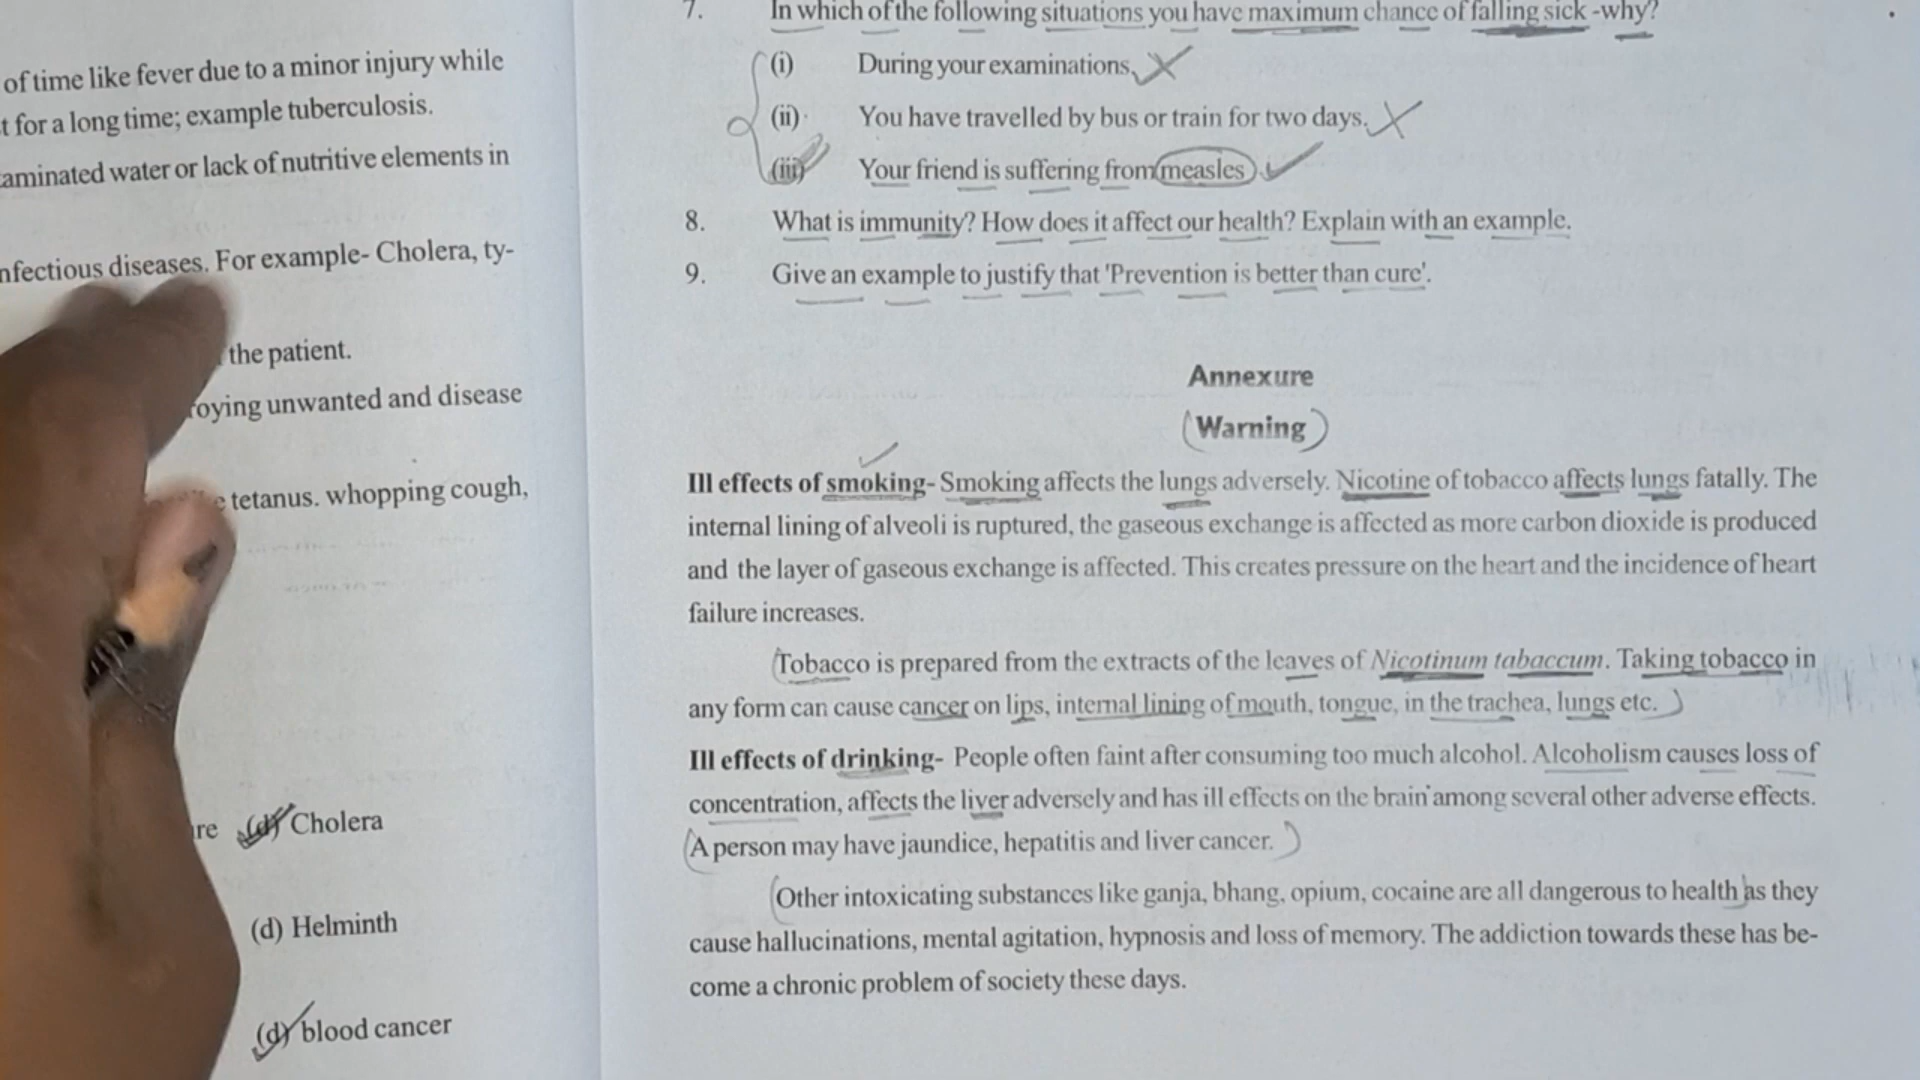 of time like fever due to a minor injury while
t for a long time; example tuberculosis.
aminated water or lack of nutritive elements in
nfectious diseases. For example- Cholera, ty-
the patient.
oying unwanted and disease
tetanus. whopping cough,
re (d) Cholera
(d) Helminth
(d) blood cancer
7. In which of the following situations you have maximum chance of falling sick -why?
(i) During your examinations.
(ii) You have travelled by bus or train for two days.
(iii) Your friend is suffering from measles
8. What is immunity? How does it affect our health? Explain with an example.
9. Give an example to justify that 'Prevention is better than cure'.
Annexure
(Warning)
Ill effects of smoking- Smoking affects the lungs adversely. Nicotine of tobacco affects lungs fatally. The
internal lining of alveoli is ruptured, the gaseous exchange is affected as more carbon dioxide is produced
and the layer of gaseous exchange is affected. This creates pressure on the heart and the incidence of heart
failure increases.
Tobacco is prepared from the extracts of the leaves of Nicotinum tabaccum. Taking tobacco in
any form can cause cancer on lips, internal lining of mouth, tongue, in the trachea, lungs etc.
Ill effects of drinking- People often faint after consuming too much alcohol. Alcoholism causes loss of
concentration, affects the liver adversely and has ill effects on the brain among several other adverse effects.
A person may have jaundice, hepatitis and liver cancer.
Other intoxicating substances like ganja, bhang, opium, cocaine are all dangerous to health as they
cause hallucinations, mental agitation, hypnosis and loss of memory. The addiction towards these has be-
come a chronic problem of society these days.